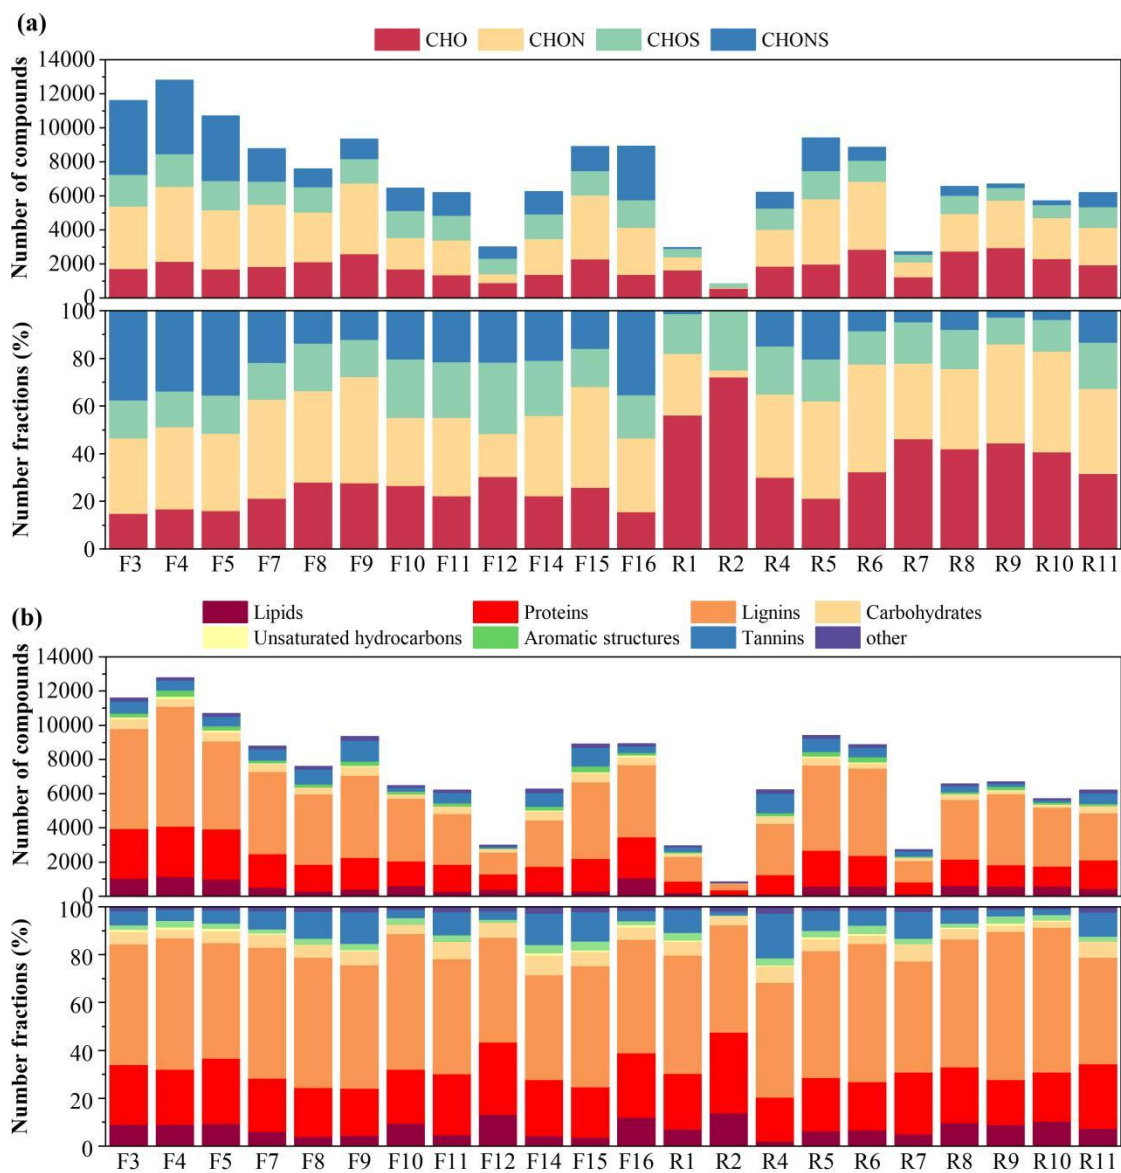 (a)
CHO CHON CHOS CHONS
Number of compounds
14000
12000
10000
8000
6000
4000
2000
0
Number fractions (%)
100
80
60
40
20
0
F3 F4 F5 F7 F8 F9 F10 F11 F12 F14 F15 F16 R1 R2 R4 R5 R6 R7 R8 R9 R10 R11
(b)
Lipids Proteins Lignins Carbohydrates
Unsaturated hydrocarbons Aromatic structures Tannins other
Number of compounds
14000
12000
10000
8000
6000
4000
2000
0
Number fractions (%)
100
80
60
40
20
0
F3 F4 F5 F7 F8 F9 F10 F11 F12 F14 F15 F16 R1 R2 R4 R5 R6 R7 R8 R9 R10 R11